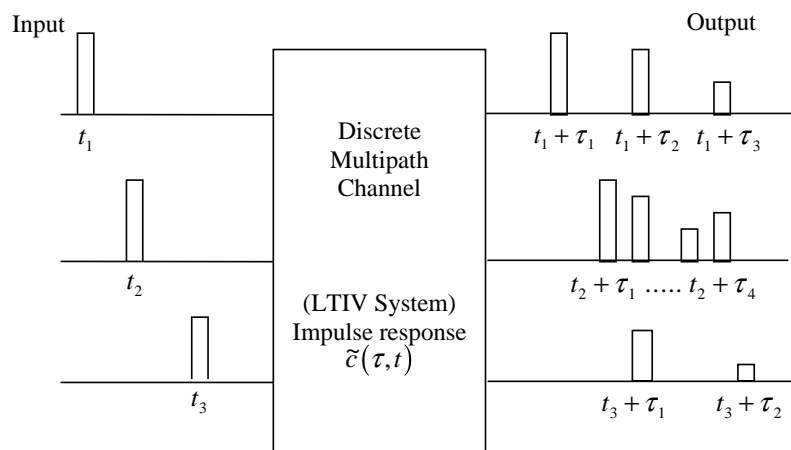 Input
Output
t₁
t₁ + τ₁ t₁ + τ₂ t₁ + τ₃
Discrete
Multipath
Channel
t₂
t₂ + τ₁ ..... t₂ + τ₄
(LTIV System)
Impulse response
c̃(τ,t)
t₃
t₃ + τ₁ t₃ + τ₂